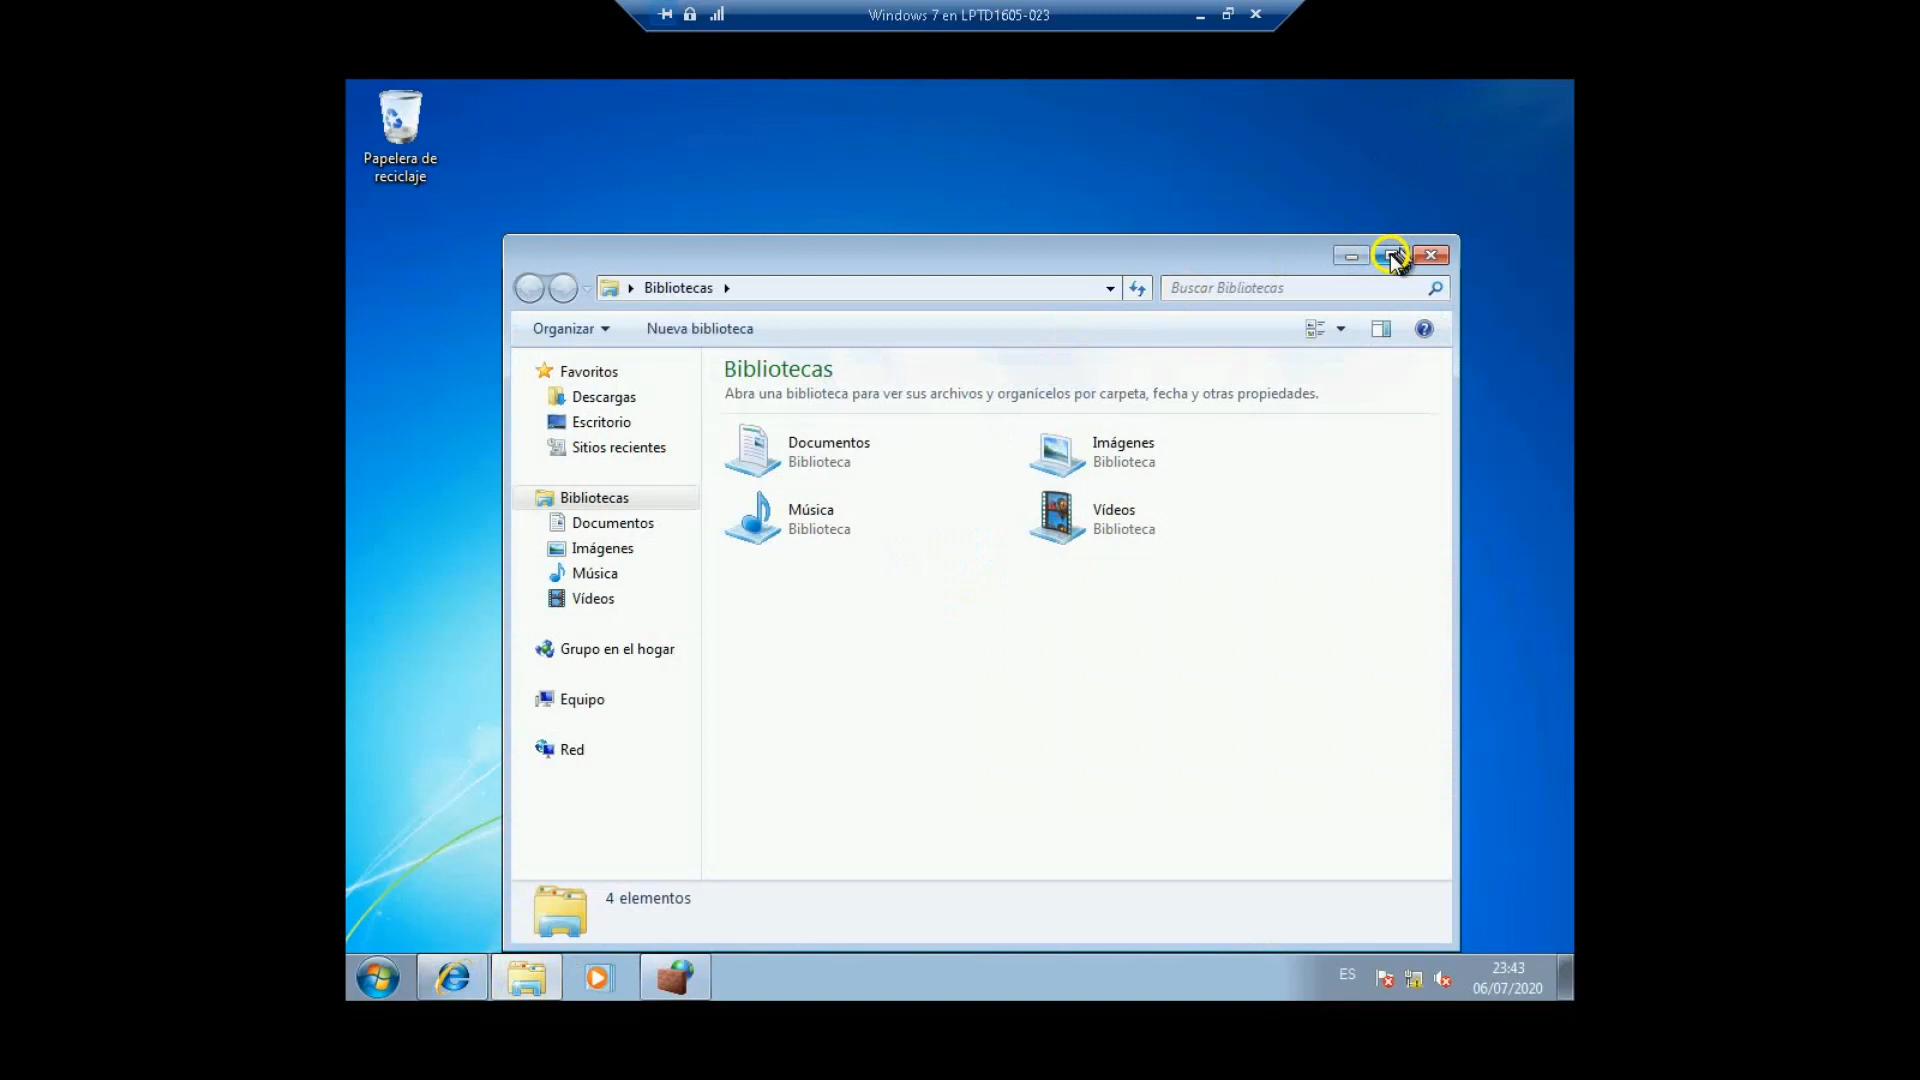 Windows 7 en LPTD1605-023
Papelera de
reciclaje
Bibliotecas
Buscar Bibliotecas
Organizar
Nueva biblioteca
Favoritos
Descargas
Escritorio
Sitios recientes
Bibliotecas
Documentos
Imágenes
Música
Vídeos
Grupo en el hogar
Equipo
Red
Bibliotecas
Abra una biblioteca para ver sus archivos y organícelos por carpeta, fecha y otras propiedades.
Documentos
Biblioteca
Imágenes
Biblioteca
Música
Biblioteca
Vídeos
Biblioteca
4 elementos
ES
23:43
06/07/2020